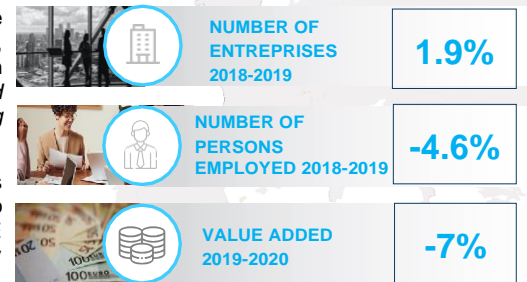 NUMBER OF
ENTREPRISES
2018-2019
1.9%
NUMBER OF
PERSONS
EMPLOYED 2018-2019
-4.6%
VALUE ADDED
2019-2020
-7%